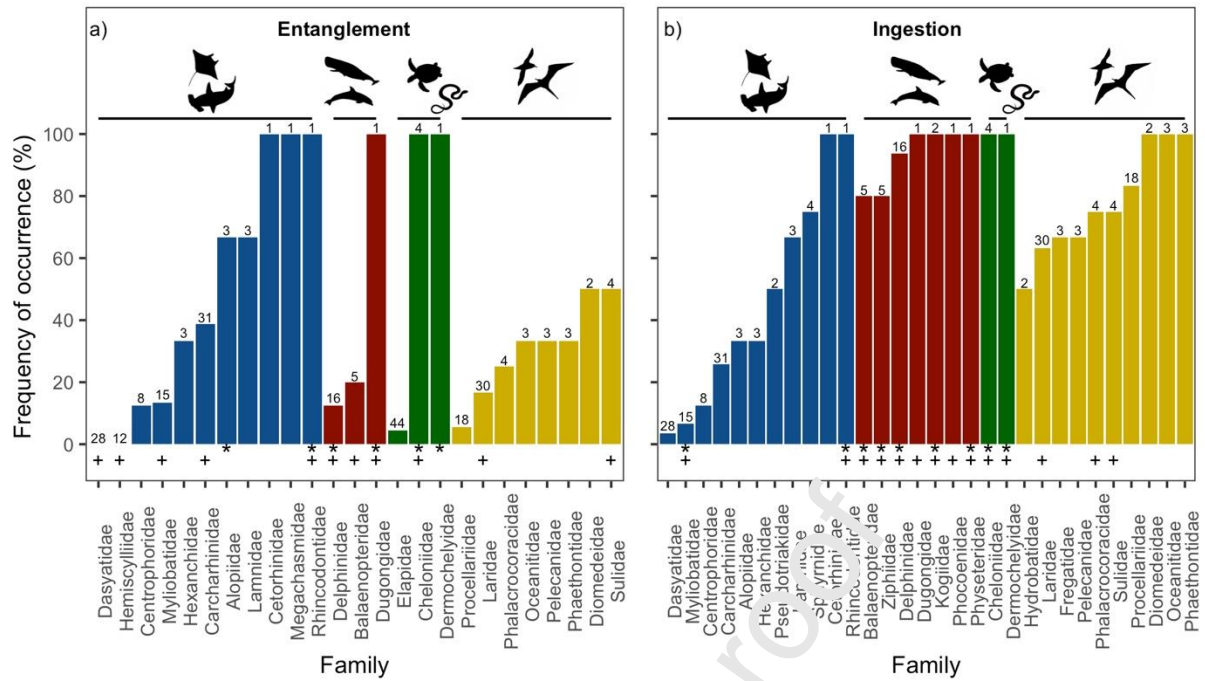 a) Entanglement
b) Ingestion
Frequency of occurrence (%)
100
80
60
40
20
0
28 12 8 15 3 31 3 3 1 1 1 16 5 1 44 4 1 18 30 4 3 3 3 2 4
+ + + + * * + * + + * + * + * + +
28 15 8 31 3 3 2 3 4 1 1 5 5 16 1 2 1 1 4 1 2 30 3 3 4 4 18 2 3 3
* + * + * + * + * + + * + + * + * + * + + + +
Dasyatidae
Hemiscylliidae
Centrophoridae
Myliobatidae
Hexanchidae
Carcharhinidae
Alopiidae
Lamnidae
Cetorhinidae
Megachasmidae
Rhincodontidae
Delphinidae
Balaenopteridae
Dugongidae
Elapidae
Cheloniidae
Dermochelyidae
Procellariidae
Laridae
Phalacrocoracidae
Oceanitidae
Pelecanidae
Phaethontidae
Diomedeidae
Sulidae
Family
Dasyatidae
Myliobatidae
Centrophoridae
Carcharhinidae
Alopiidae
Hexanchidae
Rhincodontidae
Balaenopteridae
Ziphiidae
Delphinidae
Dugongidae
Kogiidae
Phocoenidae
Physeteridae
Cheloniidae
Dermochelyidae
Hydrobatidae
Laridae
Fregatidae
Pelecanidae
Phalacrocoracidae
Sulidae
Procellariidae
Diomedeidae
Oceanitidae
Phaethontidae
Family
roof